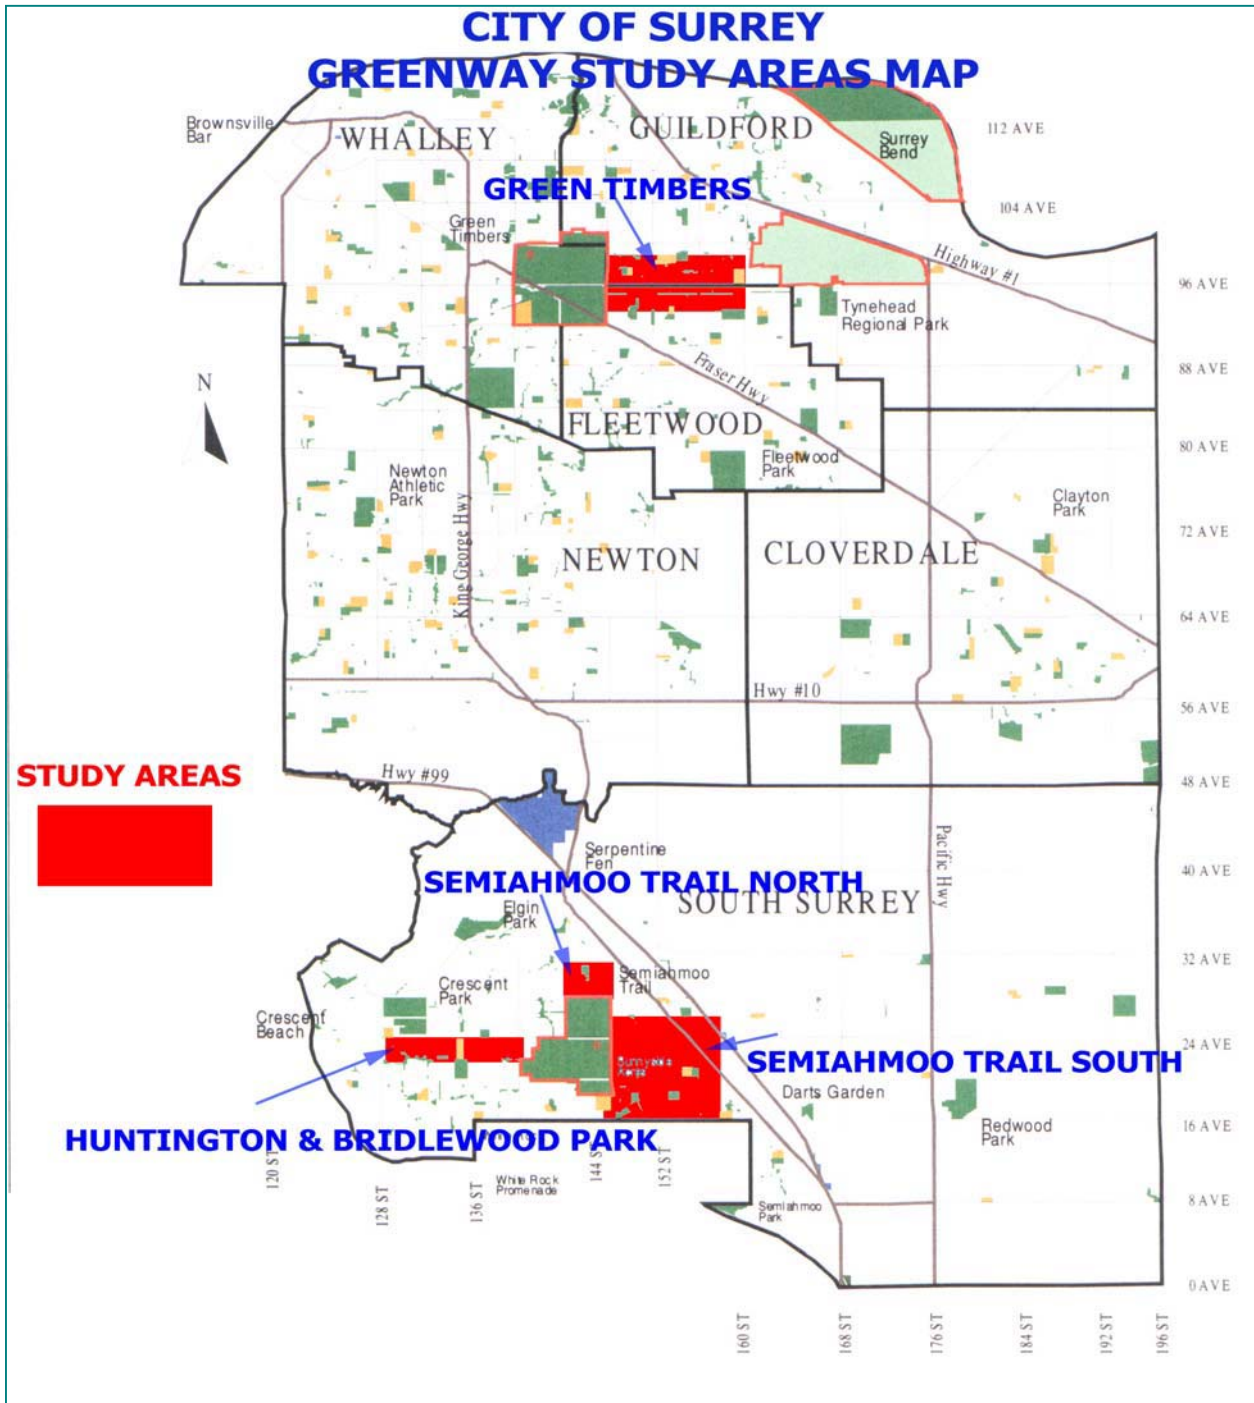 CITY OF SURREY
GREENWAY STUDY AREAS MAP
Brownsville
Bar
WHALLEY
GUILDFORD
Surrey
Bend
112 AVE
GREEN TIMBERS
104 AVE
Green
Timbers
Highway #1
96 AVE
Tynehead
Regional Park
N
Fraser Hwy
88 AVE
FLEETWOOD
80 AVE
Newton
Athletic
Park
Fleetwood
Park
Clayton
Park
King George Hwy
72 AVE
NEWTON
CLOVERDALE
64 AVE
Hwy #10
56 AVE
STUDY AREAS
Hwy #99
48 AVE
Serpentine
Fen
Pacific Hwy
40 AVE
SEMIAHMOO TRAIL NORTH
SOUTH SURREY
Elgin
Park
32 AVE
Semiahmoo
Trail
Crescent
Park
Crescent
Beach
24 AVE
SEMIAHMOO TRAIL SOUTH
Darts Garden
Redwood
Park
16 AVE
HUNTINGTON & BRIDLEWOOD PARK
120 ST
128 ST
136 ST
144 ST
152 ST
White Rock
Promenade
Semiahmoo
Park
8 AVE
0 AVE
160 ST
168 ST
176 ST
184 ST
192 ST
196 ST